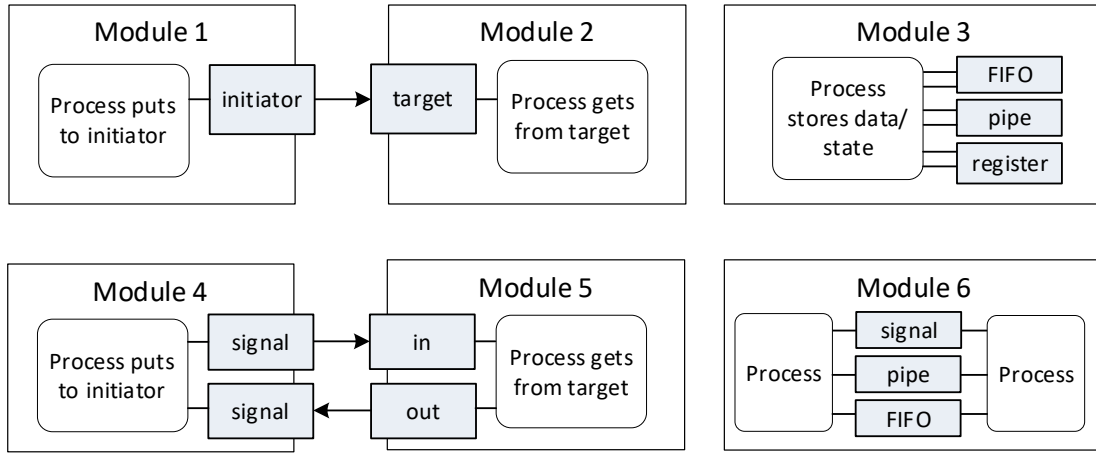 Module 1
Process puts
to initiator
initiator
Module 2
target
Process gets
from target
Module 3
Process
stores data/
state
FIFO
pipe
register
Module 4
Process puts
to initiator
signal
signal
Module 5
in
out
Process gets
from target
Module 6
Process
signal
pipe
FIFO
Process